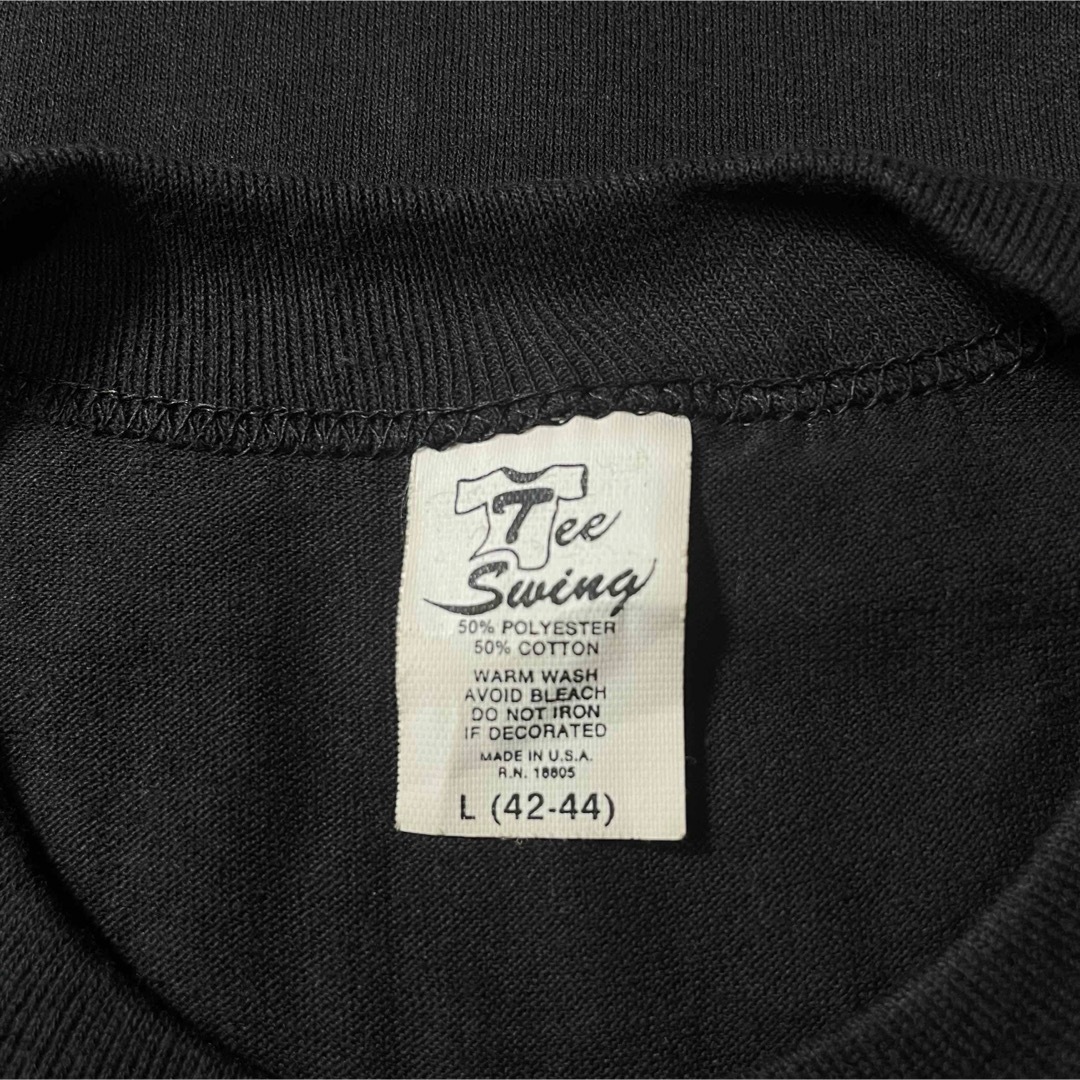 Tee
Swing
50% POLYESTER
50% COTTON
WARM WASH
AVOID BLEACH
DO NOT IRON
IF DECORATED
MADE IN U.S.A.
R.N. 18805
L (42-44)